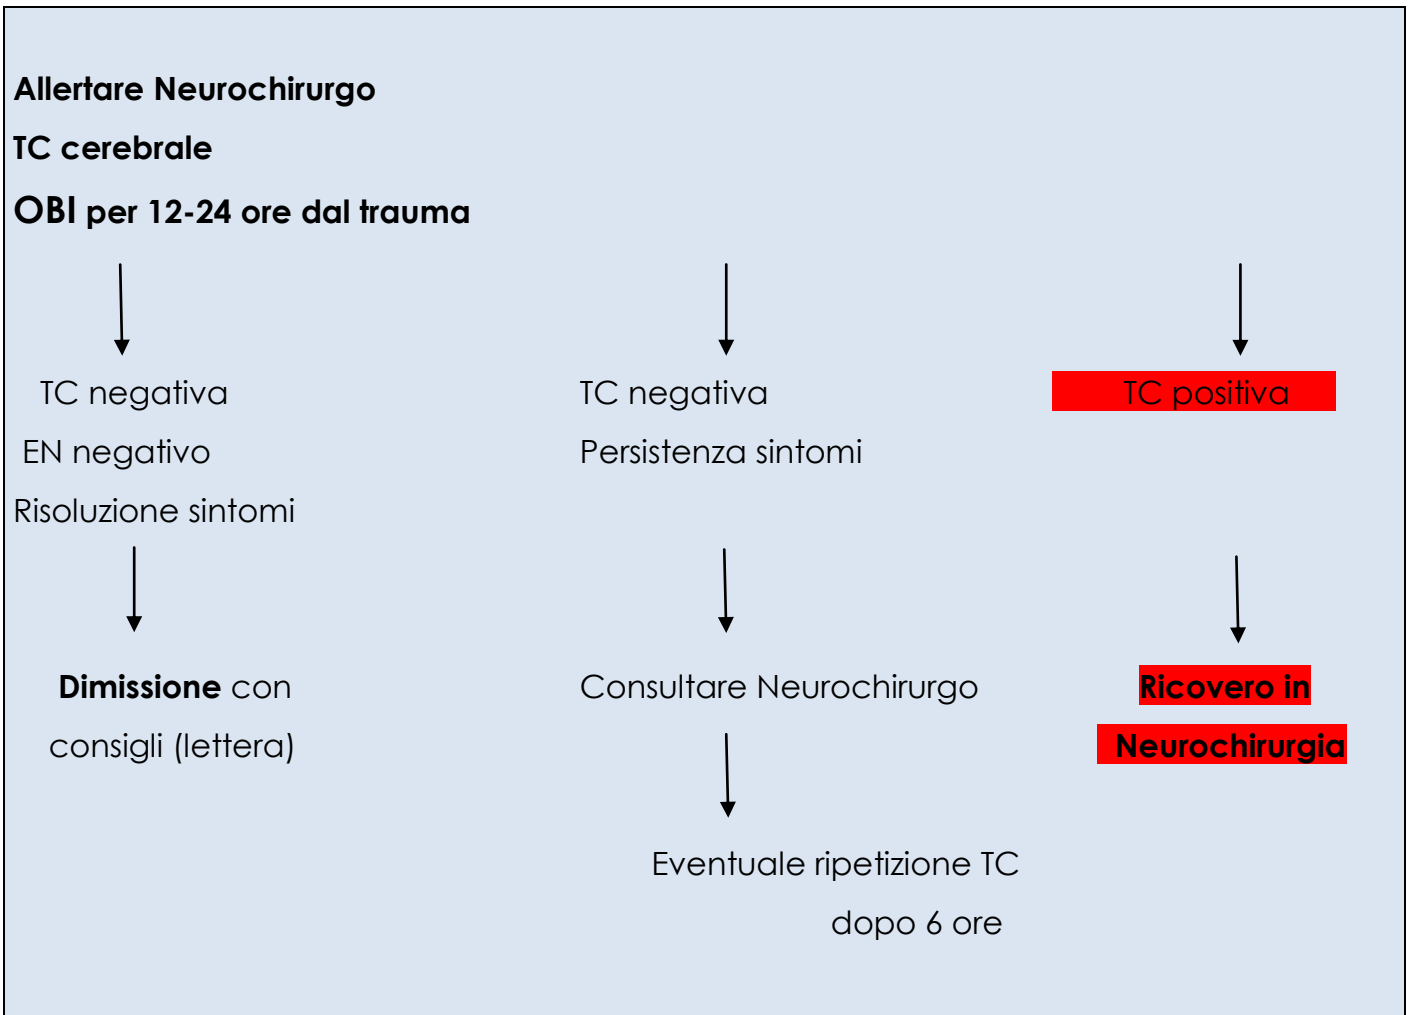 Allertare Neurochirurgo
TC cerebrale
OBI per 12-24 ore dal trauma
TC negativa
EN negativo
Risoluzione sintomi
TC negativa
Persistenza sintomi
TC positiva
Dimissione con
consigli (lettera)
Consultare Neurochirurgo
Eventuale ripetizione TC
dopo 6 ore
Ricovero in
Neurochirurgia